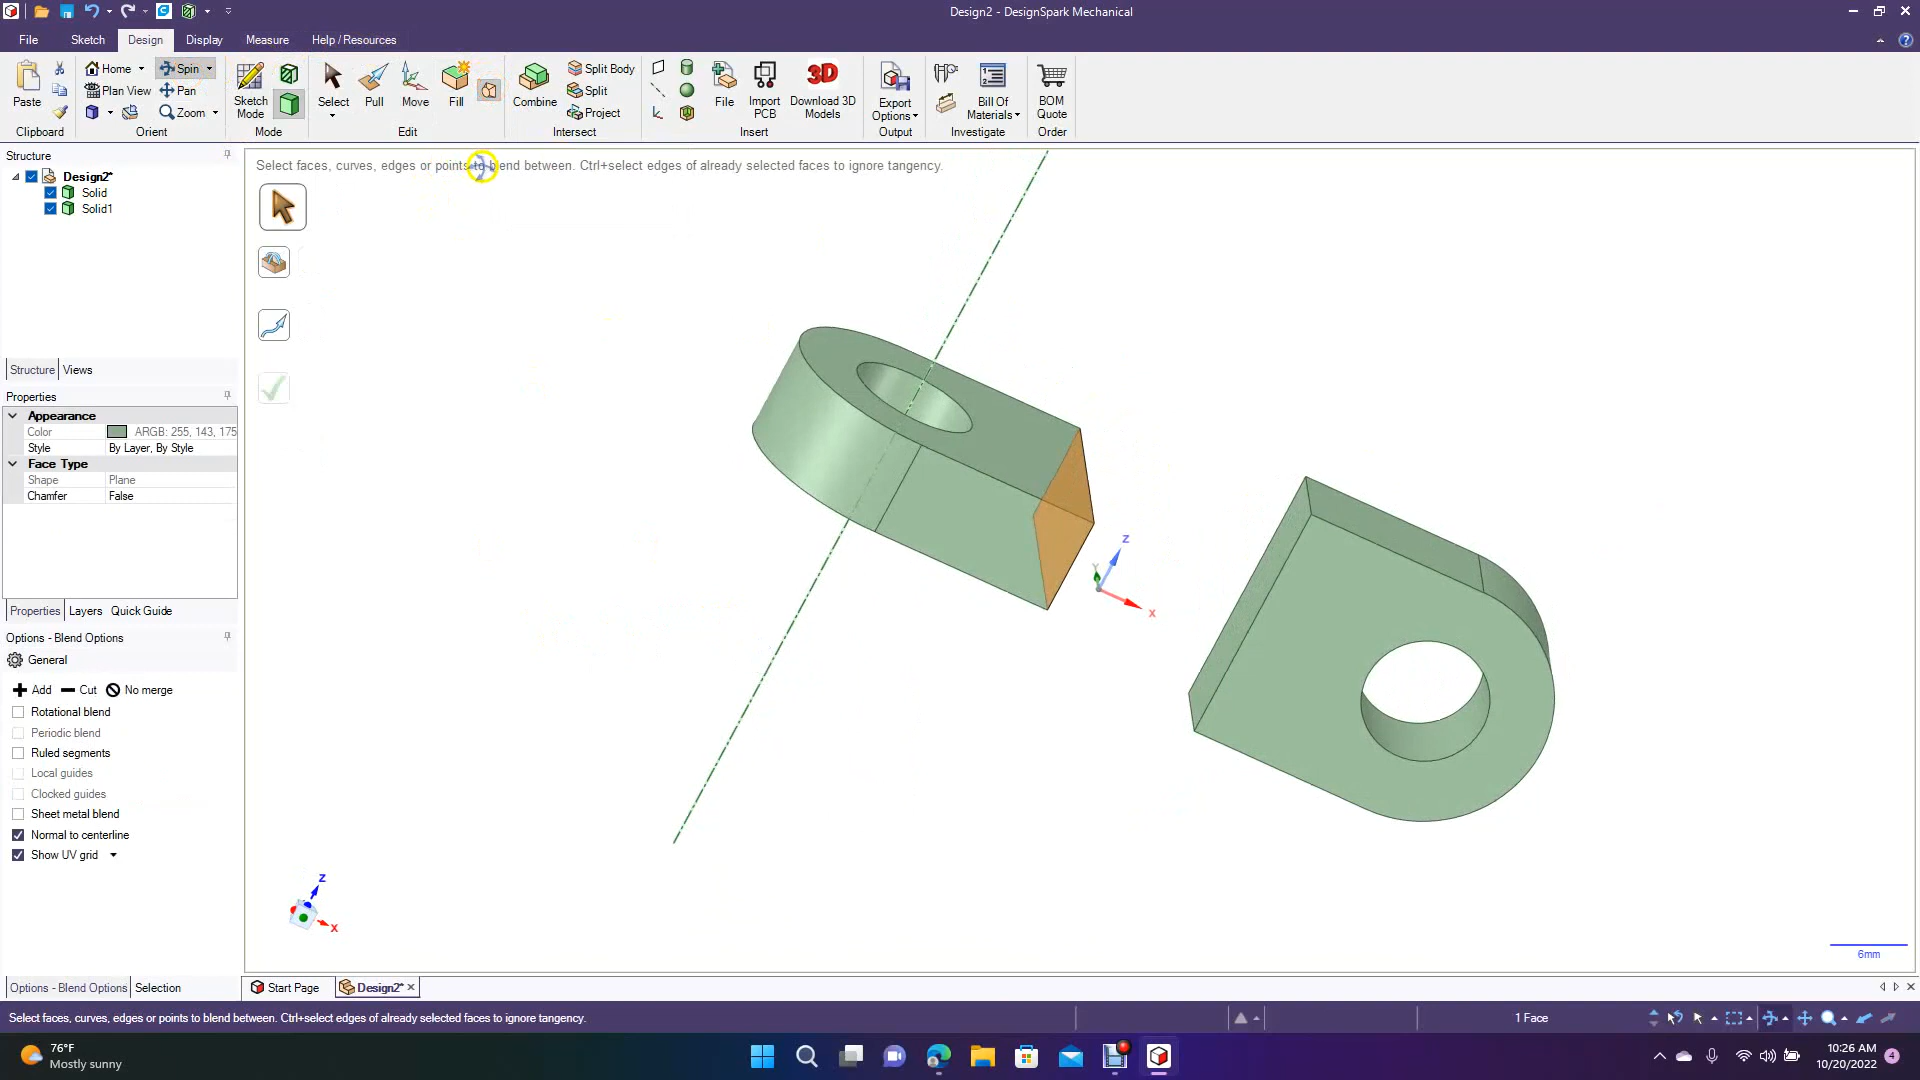 Design2 - DesignSpark Mechanical
File
Sketch
Design
Display
Measure
Help / Resources
Paste
Clipboard
Home
Spin
Plan View
Pan
Zoom
Orient
Sketch
Mode
Mode
Select
Pull
Move
Fill
Edit
Combine
Split Body
Split
Project
Intersect
File
Import
PCB
Download 3D
Models
Insert
3D
Export
Options
Output
Bill Of
Materials
Investigate
BOM
Quote
Order
Structure
Design2*
Solid
Solid1
Structure
Views
Properties
Appearance
Color
ARGB: 255, 143, 175
Style
By Layer, By Style
Face Type
Shape
Plane
Chamfer
False
Properties
Layers
Quick Guide
Options - Blend Options
General
Add
Cut
No merge
Rotational blend
Periodic blend
Ruled segments
Local guides
Clocked guides
Sheet metal blend
Normal to centerline
Show UV grid
Options - Blend Options
Selection
Select faces, curves, edges or points to blend between. Ctrl+select edges of already selected faces to ignore tangency.
Z
Y
X
Z
X
6mm
Start Page
Design2*
Select faces, curves, edges or points to blend between. Ctrl+select edges of already selected faces to ignore tangency.
1 Face
76°F
Mostly sunny
10:26 AM
10/20/2022
4